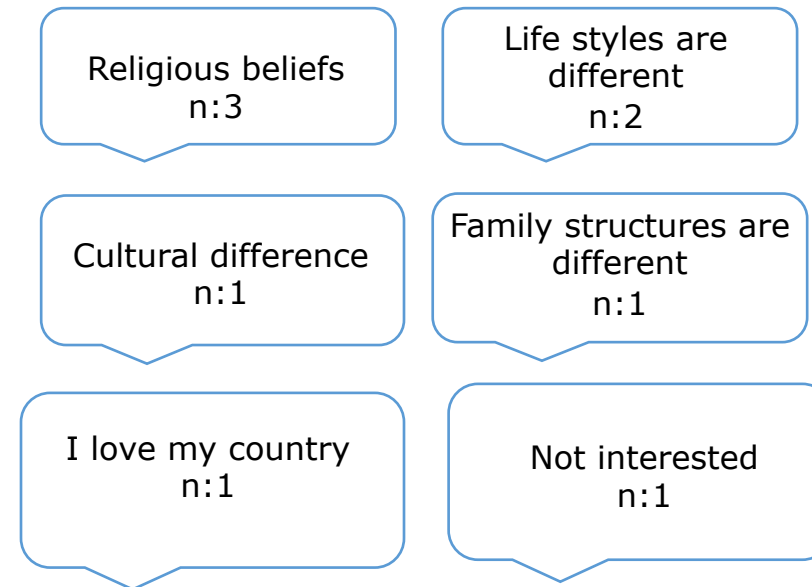 Religious beliefs
n:3
Life styles are
different
n:2
Cultural difference
n:1
Family structures are
different
n:1
I love my country
n:1
Not interested
n:1